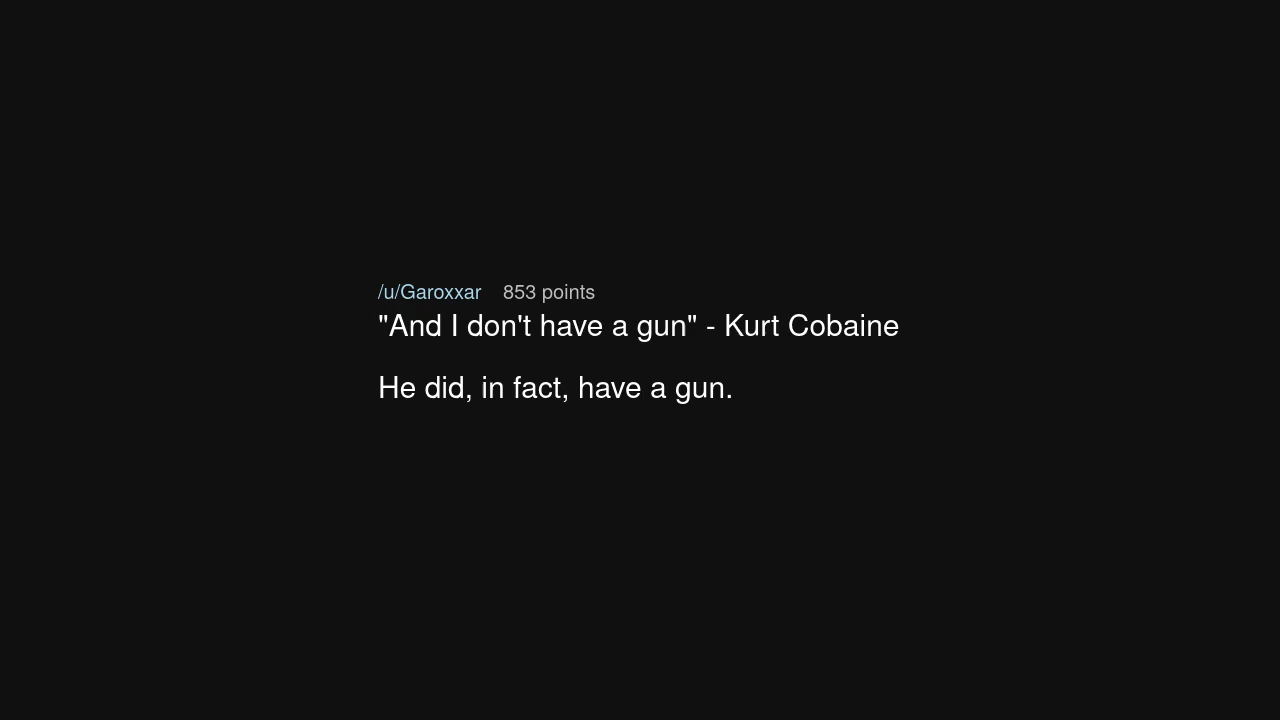 /u/Garoxxar 853 points
"And I don't have a gun" - Kurt Cobaine
He did, in fact, have a gun.